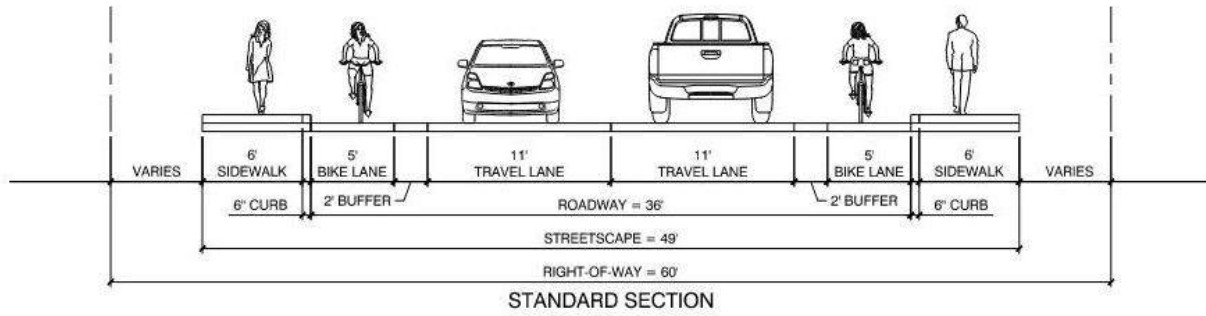 6' 5' 11' 11' 5' 6'
VARIES SIDEWALK BIKE LANE TRAVEL LANE TRAVEL LANE BIKE LANE SIDEWALK VARIES
6" CURB 2' BUFFER ROADWAY = 36' 2' BUFFER 6" CURB
STREETSCAPE = 49'
RIGHT-OF-WAY = 60'
STANDARD SECTION